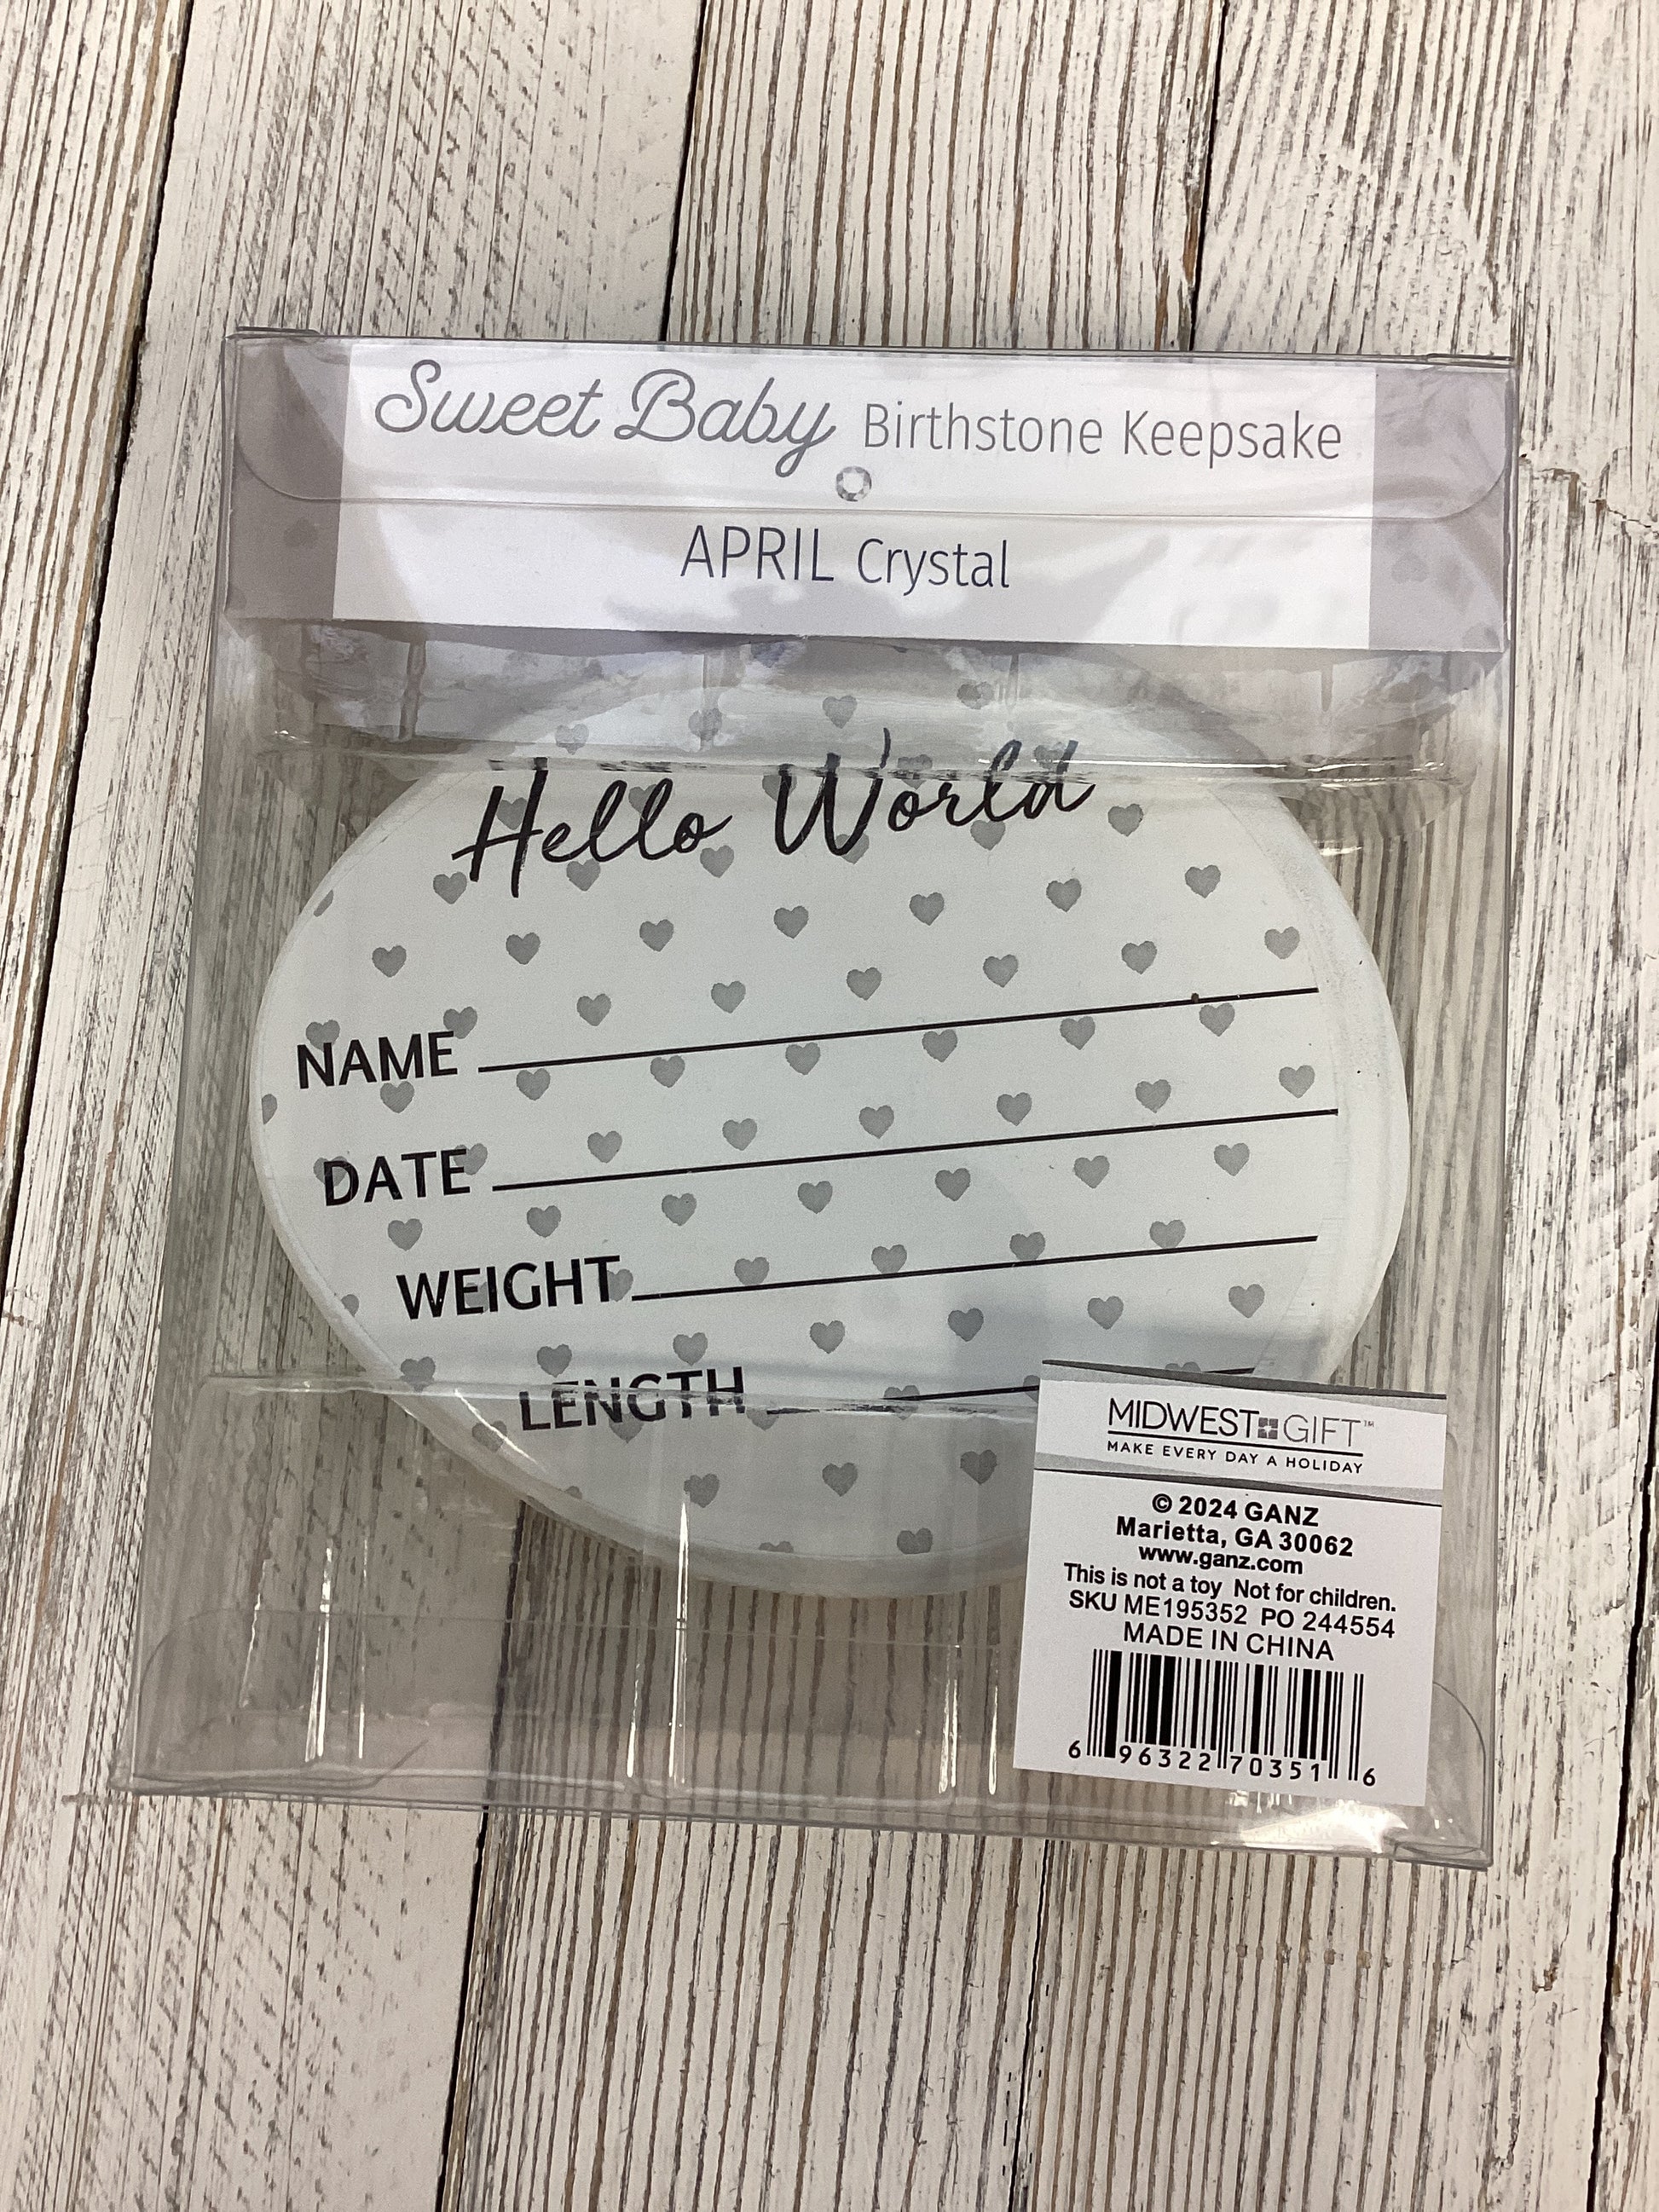 Sweet Baby Birthstone Keepsake
APRIL Crystal
Hello World
NAME
DATE
WEIGHT
LENGTH
MIDWEST GIFT™
MAKE EVERY DAY A HOLIDAY
© 2024 GANZ
Marietta, GA 30062
www.ganz.com
This is not a toy Not for children.
SKU ME195352 PO 244554
MADE IN CHINA
6 96322 70351 6